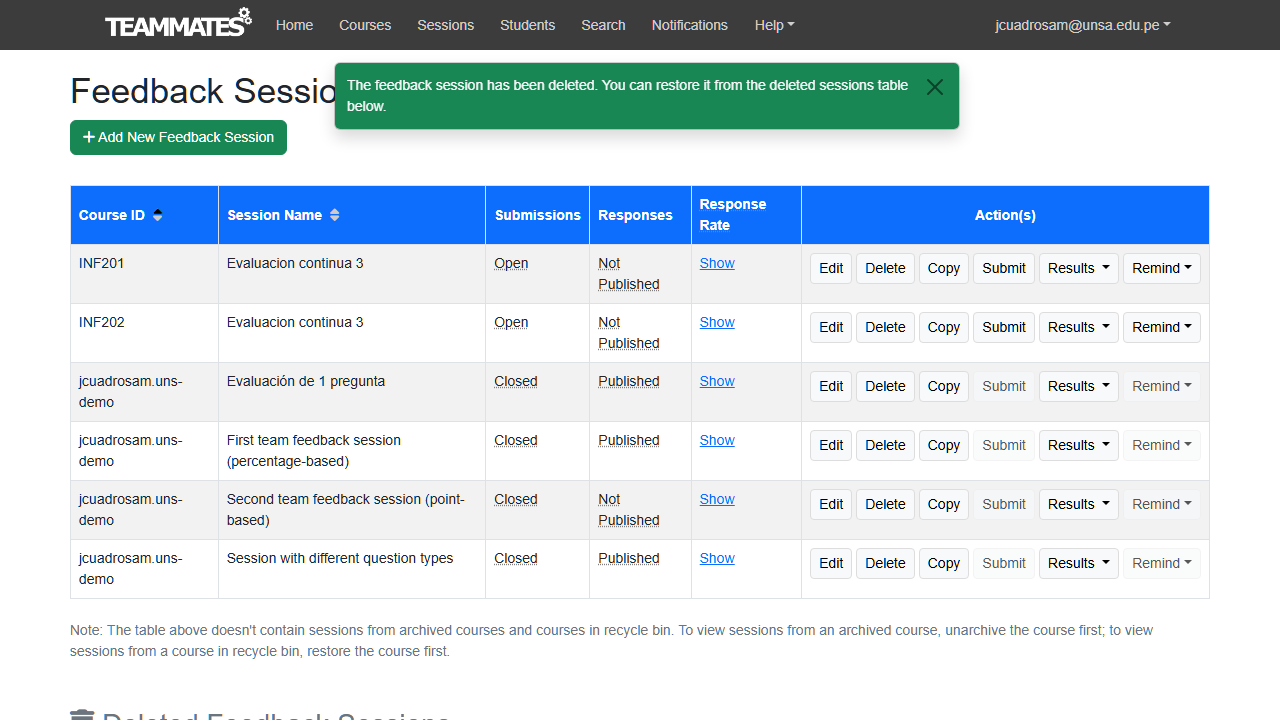 TEAMMATES Home Courses Sessions Students Search Notifications Help jcuadrosam@unsa.edu.pe
The feedback session has been deleted. You can restore it from the deleted sessions table
below.
Feedback Sessio
+ Add New Feedback Session
Course ID Session Name Submissions Responses Response Rate Action(s)
INF201 Evaluacion continua 3 Open Not Published Show Edit Delete Copy Submit Results Remind
INF202 Evaluacion continua 3 Open Not Published Show Edit Delete Copy Submit Results Remind
jcuadrosam.uns-demo Evaluación de 1 pregunta Closed Published Show Edit Delete Copy Submit Results Remind
jcuadrosam.uns-demo First team feedback session (percentage-based) Closed Published Show Edit Delete Copy Submit Results Remind
jcuadrosam.uns-demo Second team feedback session (point-based) Closed Not Published Show Edit Delete Copy Submit Results Remind
jcuadrosam.uns-demo Session with different question types Closed Published Show Edit Delete Copy Submit Results Remind
Note: The table above doesn't contain sessions from archived courses and courses in recycle bin. To view sessions from an archived course, unarchive the course first; to view
sessions from a course in recycle bin, restore the course first.
Deleted Feedback Sessions